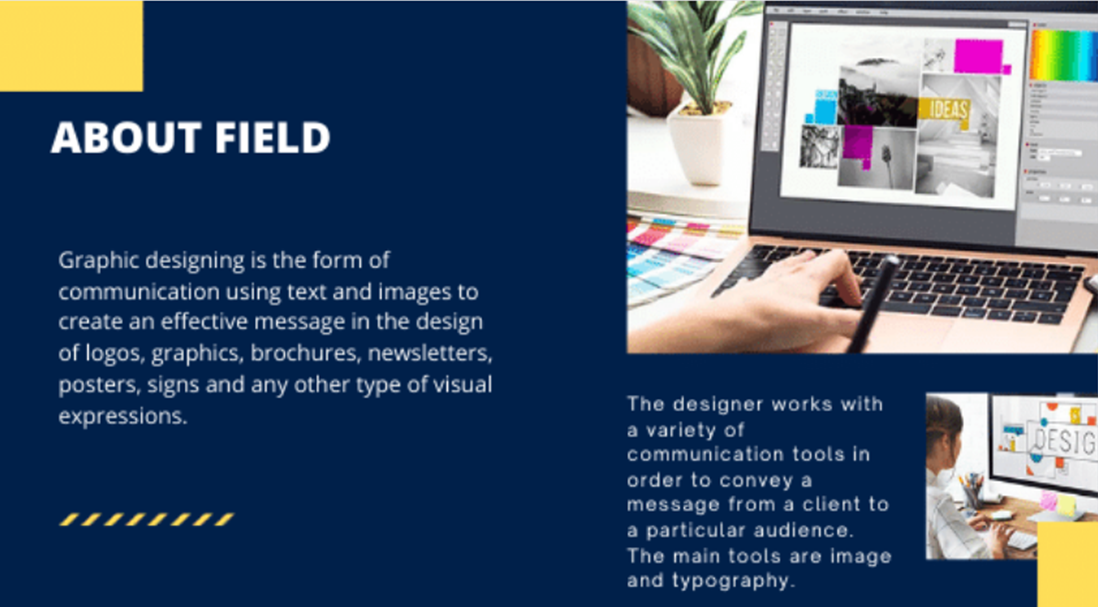 ABOUT FIELD
Graphic designing is the form of
communication using text and images to
create an effective message in the design
of logos, graphics, brochures, newsletters,
posters, signs and any other type of visual
expressions.
IDEAS
The designer works with
a variety of
communication tools in
order to convey a
message from a client to
a particular audience.
The main tools are image
and typography.
DESIG